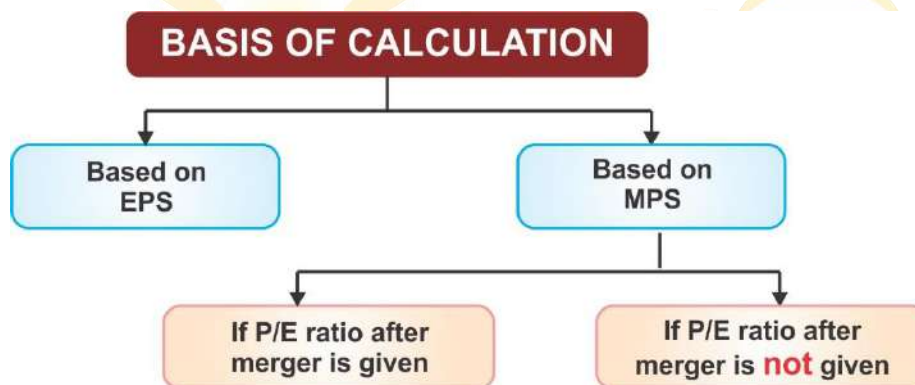 BASIS OF CALCULATION
Based on
EPS
Based on
MPS
If P/E ratio after
merger is given
If P/E ratio after
merger is not given